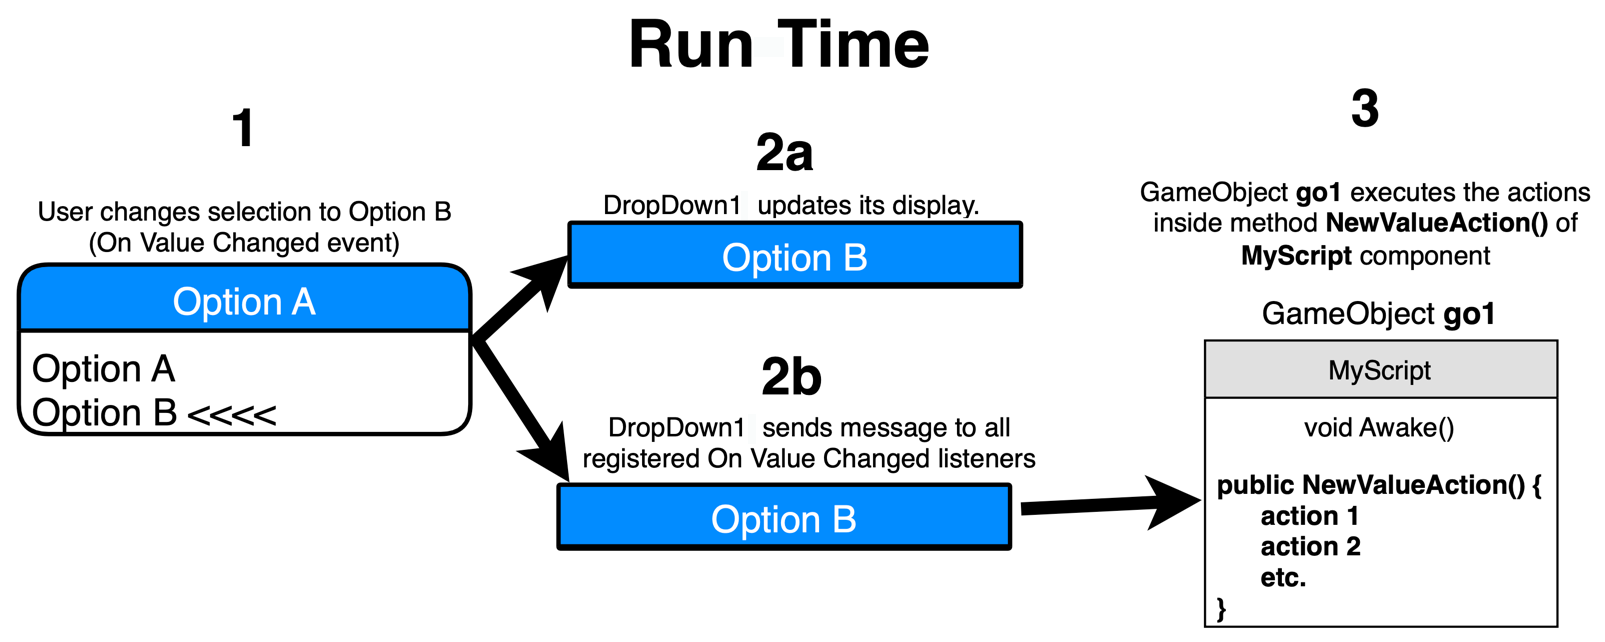 Run Time
1
User changes selection to Option B
(On Value Changed event)
Option A
Option A
Option B <<<<
2a
DropDown1 updates its display.
Option B
2b
DropDown1 sends message to all
registered On Value Changed listeners
Option B
3
GameObject go1 executes the actions
inside method NewValueAction() of
MyScript component
GameObject go1
MyScript
void Awake()
public NewValueAction() {
action 1
action 2
etc.
}